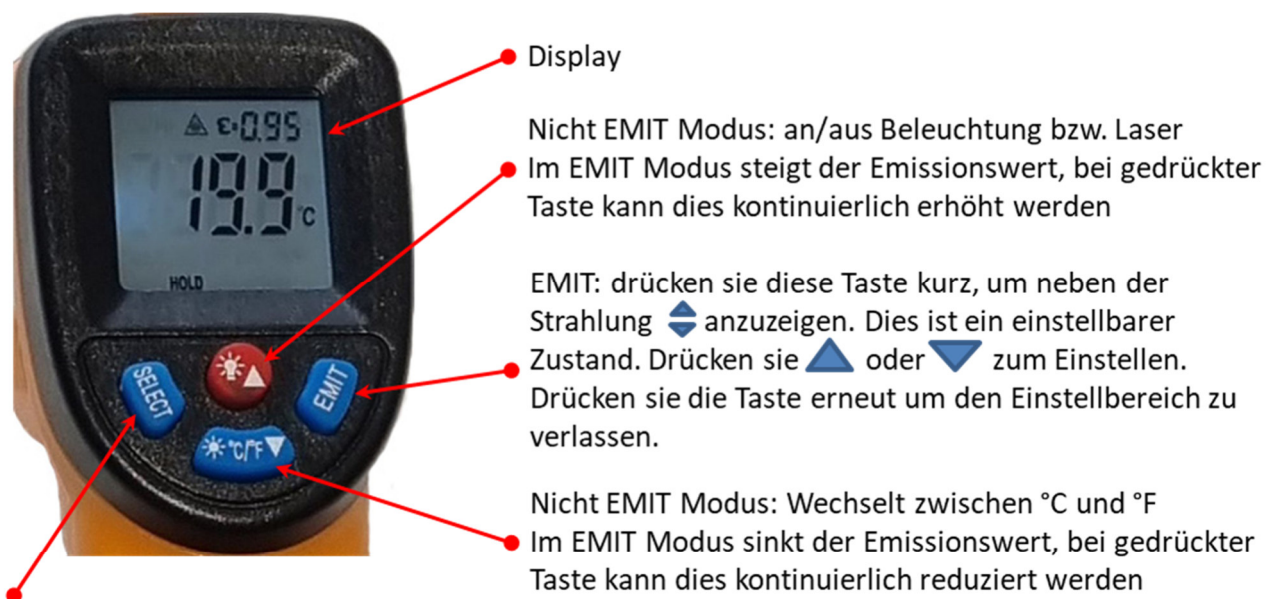 Display
Nicht EMIT Modus: an/aus Beleuchtung bzw. Laser
Im EMIT Modus steigt der Emissionswert, bei gedrückter
Taste kann dies kontinuierlich erhöht werden
EMIT: drücken sie diese Taste kurz, um neben der
Strahlung anzuzeigen. Dies ist ein einstellbarer
Zustand. Drücken sie oder zum Einstellen.
Drücken sie die Taste erneut um den Einstellbereich zu
verlassen.
Nicht EMIT Modus: Wechselt zwischen °C und °F
Im EMIT Modus sinkt der Emissionswert, bei gedrückter
Taste kann dies kontinuierlich reduziert werden
ε=0.95
19.9 °C
HOLD
SELECT
EMIT
°C/°F